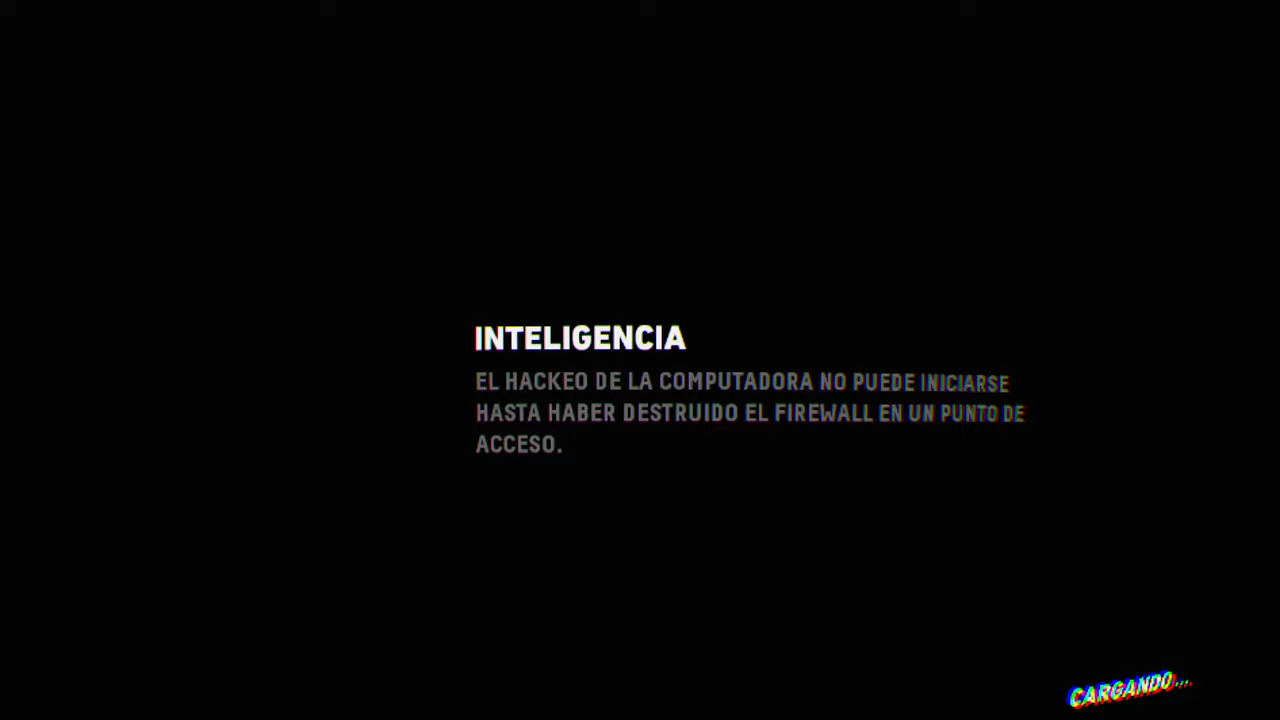 INTELIGENCIA
EL HACKEO DE LA COMPUTADORA NO PUEDE INICIARSE
HASTA HABER DESTRUIDO EL FIREWALL EN UN PUNTO DE
ACCESO.
CARGANDO...